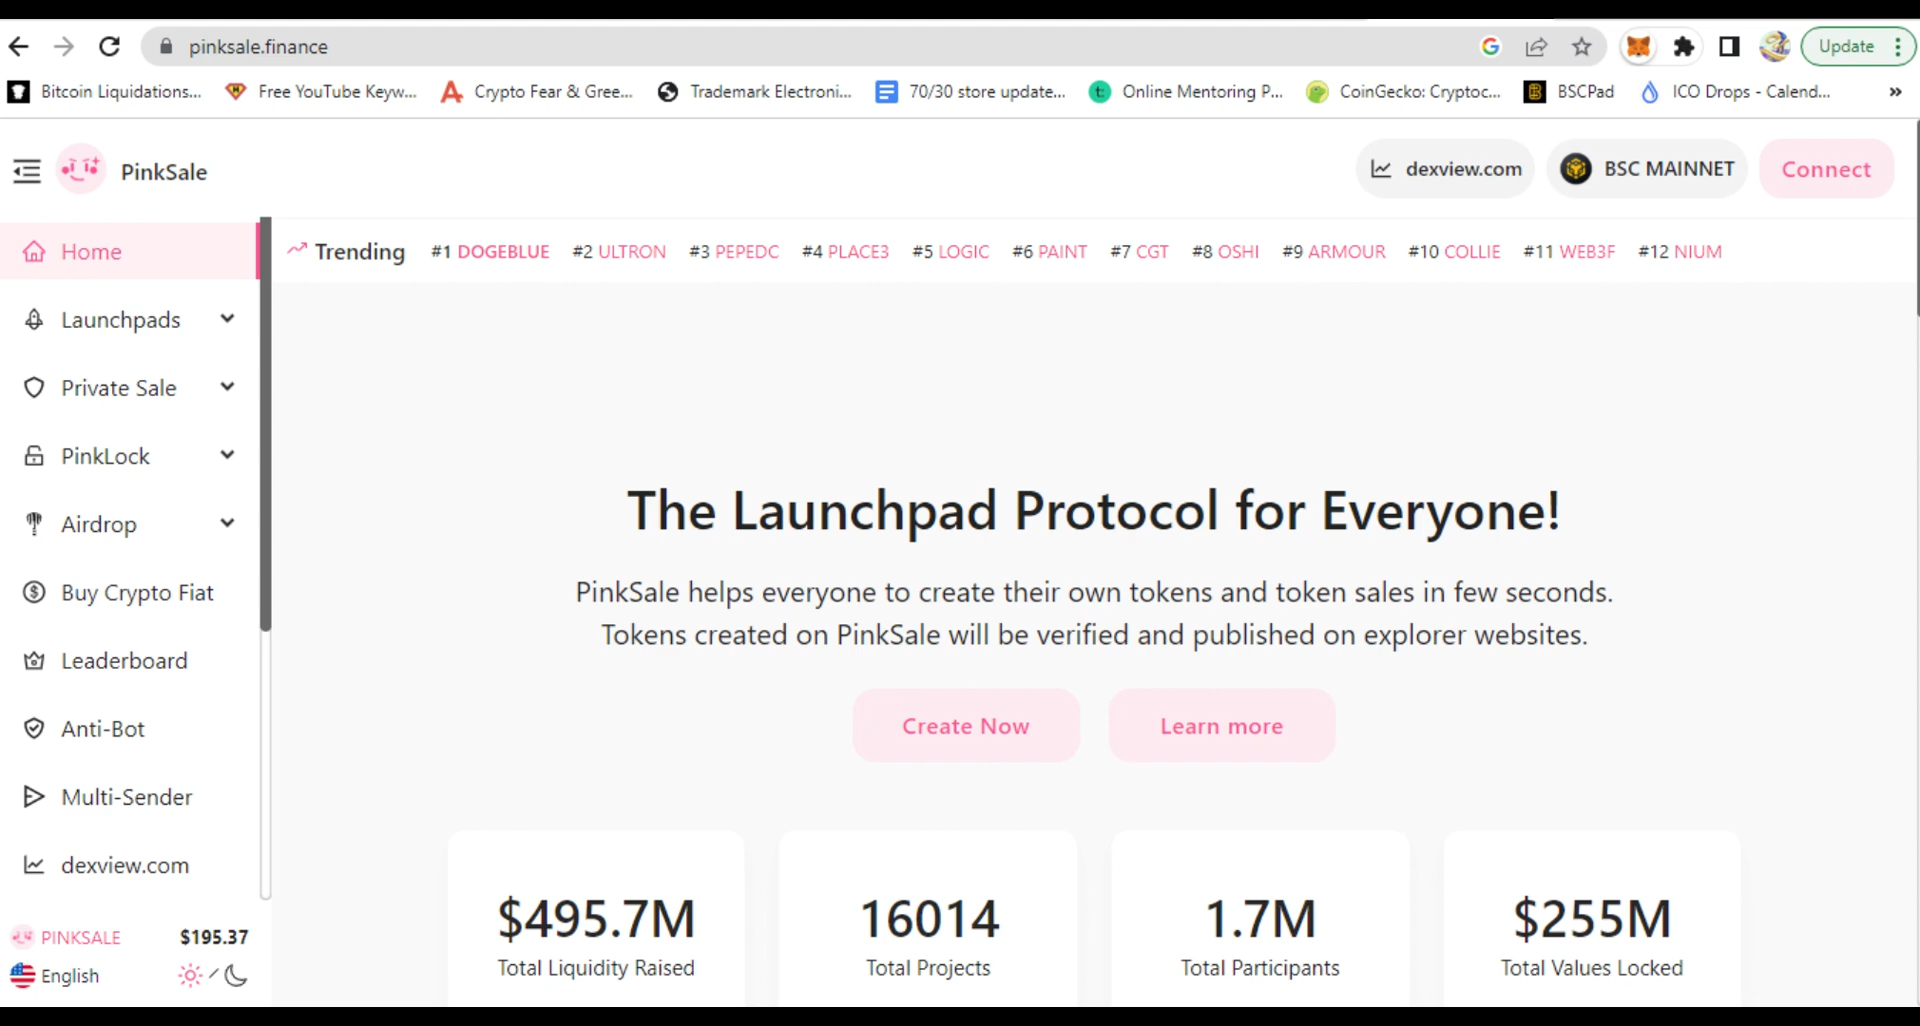 pinksale.finance
Update
Bitcoin Liquidations...
Free YouTube Keyw...
Crypto Fear & Gree...
Trademark Electroni...
70/30 store update...
Online Mentoring P...
CoinGecko: Cryptoc...
BSCPad
ICO Drops - Calend...
PinkSale
dexview.com
BSC MAINNET
Connect
Home
Trending #1 DOGEBLUE #2 ULTRON #3 PEPEDC #4 PLACE3 #5 LOGIC #6 PAINT #7 CGT #8 OSHI #9 ARMOUR #10 COLLIE #11 WEB3F #12 NIUM
Launchpads
Private Sale
PinkLock
Airdrop
Buy Crypto Fiat
Leaderboard
Anti-Bot
Multi-Sender
dexview.com
PINKSALE $195.37
English
The Launchpad Protocol for Everyone!
PinkSale helps everyone to create their own tokens and token sales in few seconds.
Tokens created on PinkSale will be verified and published on explorer websites.
Create Now
Learn more
$495.7M
Total Liquidity Raised
16014
Total Projects
1.7M
Total Participants
$255M
Total Values Locked